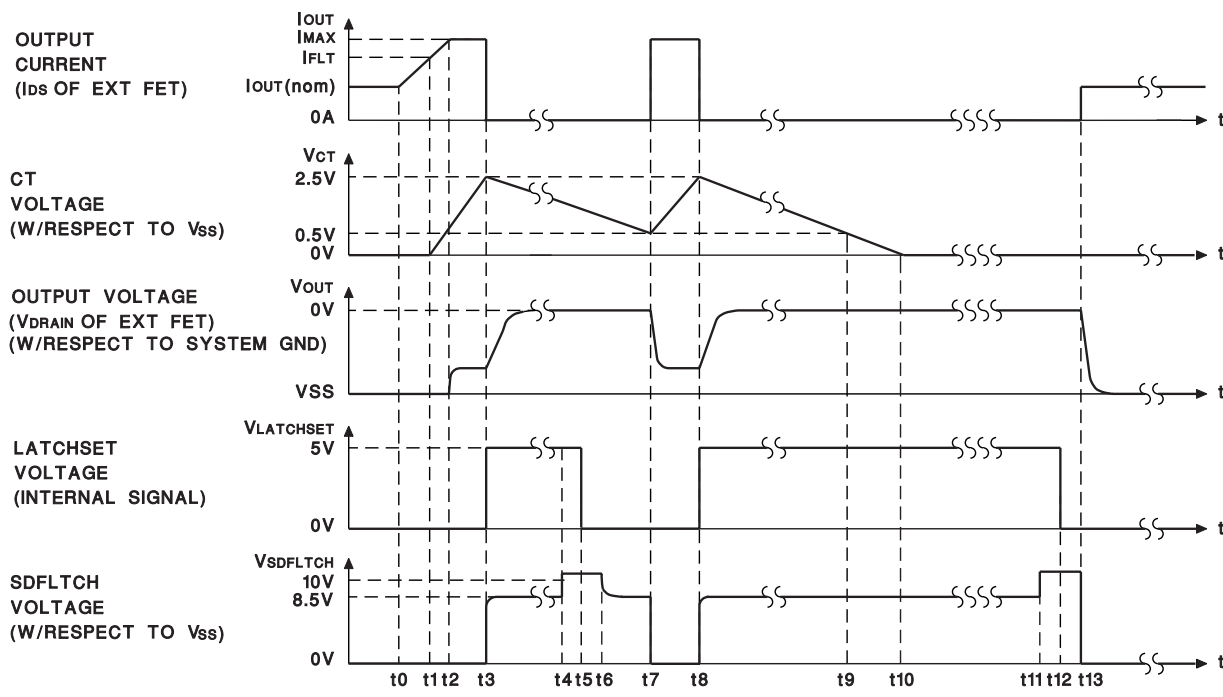 OUTPUT
CURRENT
(IDS OF EXT FET)
IOUT
IMAX
IFLT
IOUT(nom)
0A
t
CT
VOLTAGE
(W/RESPECT TO VSS)
VCT
2.5V
0.5V
0V
t
OUTPUT VOLTAGE
(VDRAIN OF EXT FET)
(W/RESPECT TO SYSTEM GND)
VOUT
0V
VSS
t
LATCHSET
VOLTAGE
(INTERNAL SIGNAL)
VLATCHSET
5V
0V
t
SDFLTCH
VOLTAGE
(W/RESPECT TO VSS)
VSDFLTCH
10V
8.5V
0V
t
t0 t1 t2 t3 t4 t5 t6 t7 t8 t9 t10 t11 t12 t13